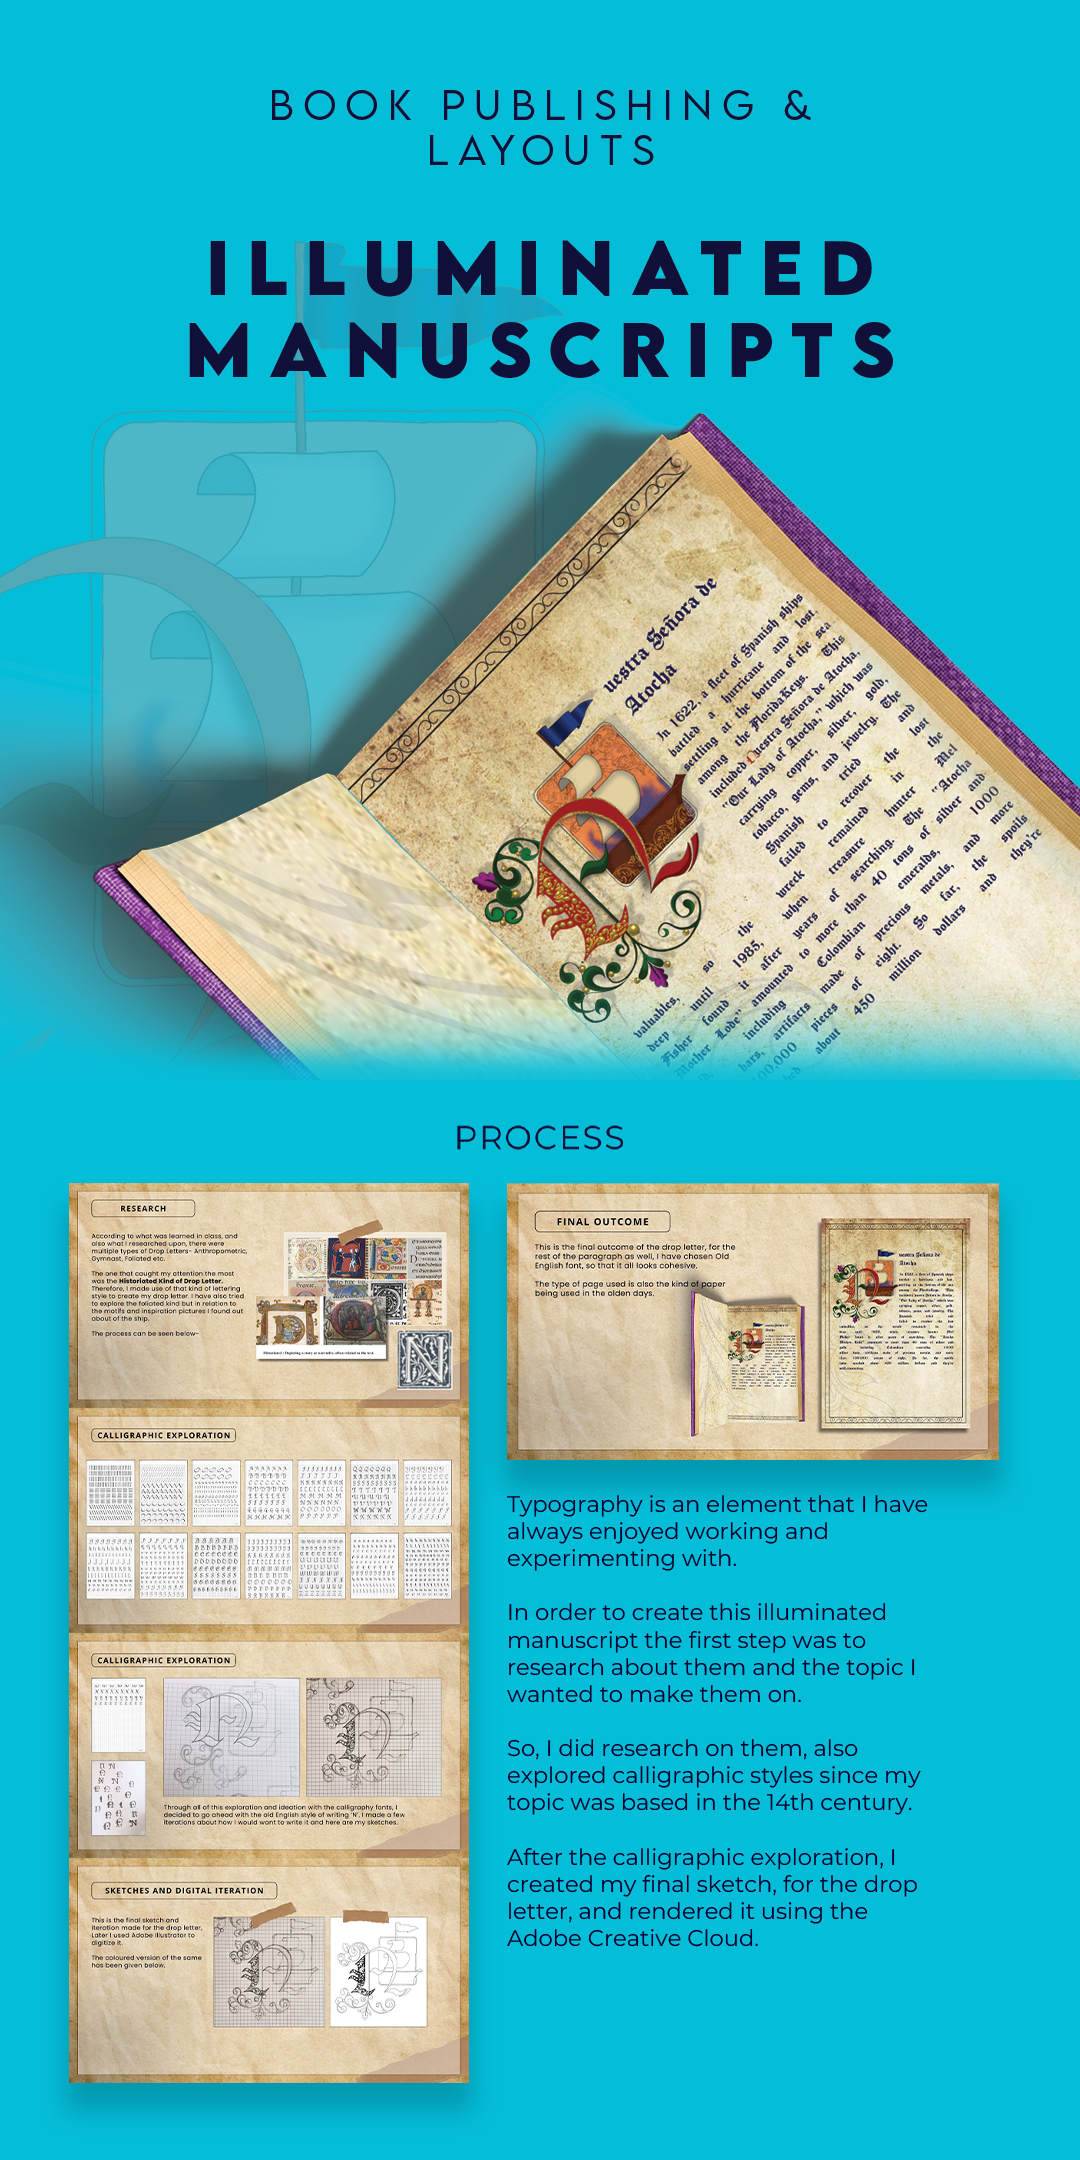 BOOK PUBLISHING &
LAYOUTS
ILLUMINATED
MANUSCRIPTS
uestra Señora de
Atocha
In 1622, a fleet of Spanish ships
battled a hurricane and lost,
settling at the bottom of the sea
among the FloridaKeys. This
included Nuestra Señora de Atocha,
"Our Lady of Atocha," which was
carrying copper, silver, gold,
tobacco, gems, and jewelry. The
Spanish tried to recover the lost and
failed
wreck remained
when treasure hunter Mel
the
so
1985,
years of searching. The "Atocha
valuables,
deep until
Fisher found it after
Mother Lode" amounted to more than 40 tons of silver and
including Colombian emeralds, 1000
bars, artifacts made of precious metals, and more
100,000 pieces of eight. So far, the spoils
about 450 million dollars and they're
PROCESS
RESEARCH
According to what was learned in class, and
also what I researched upon, there were
multiple types of Drop Letters- Anthropometric,
Gymnast, Foliated etc.
The one that caught my attention the most
was the Historiated Kind of Drop Letter.
Therefore, I made use of that kind of lettering
style to create my drop letter. I have also tried
to explore the foliated kind but in relation to
the motifs and inspiration pictures I found out
about of the ship.
The process can be seen below-
Historiated : Depicting a story or narrative, often related to the text.
CALLIGRAPHIC EXPLORATION
CALLIGRAPHIC EXPLORATION
Through all of this exploration and ideation with the calligraphy fonts, I
decided to go ahead with the old English style of writing 'N'. I made a few
iterations about how I would want to write it and here are my sketches.
SKETCHES AND DIGITAL ITERATION
This is the final sketch and
iteration made for the drop letter,
Later I used Adobe Illustrator to
digitize it.
The coloured version of the same
has been given below.
FINAL OUTCOME
This is the final outcome of the drop letter, for the
rest of the paragraph as well, I have chosen Old
English font, so that it all looks cohesive.
The type of page used is also the kind of paper
being used in the olden days.
uestra Señora de
Atocha
Typography is an element that I have
always enjoyed working and
experimenting with.
In order to create this illuminated
manuscript the first step was to
research about them and the topic I
wanted to make them on.
So, I did research on them, also
explored calligraphic styles since my
topic was based in the 14th century.
After the calligraphic exploration, I
created my final sketch, for the drop
letter, and rendered it using the
Adobe Creative Cloud.